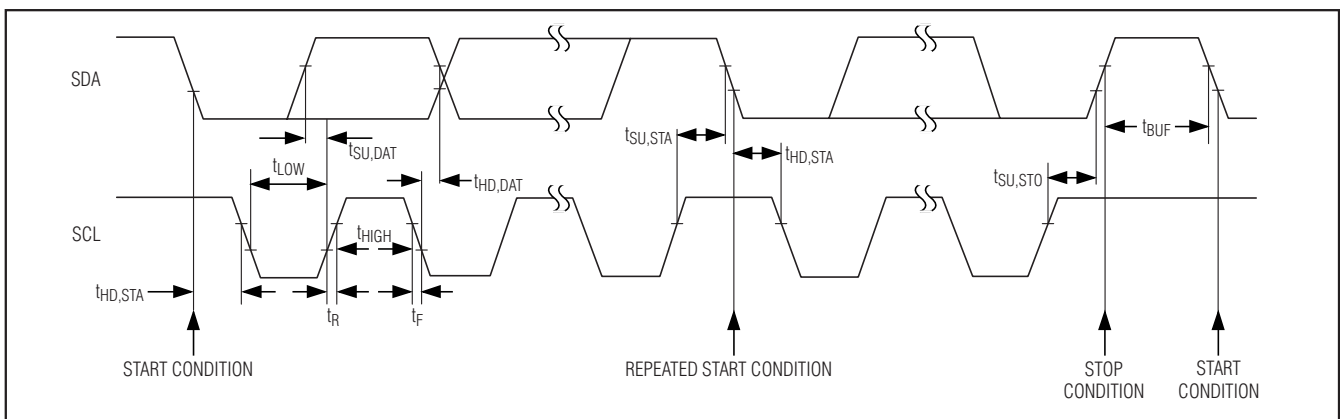 SDA
tSU,DAT
tLOW
tHD,DAT
tSU,STA
tHD,STA
tBUF
tSU,STO
SCL
tHIGH
tHD,STA
tR
tF
START CONDITION
REPEATED START CONDITION
STOP
CONDITION
START
CONDITION